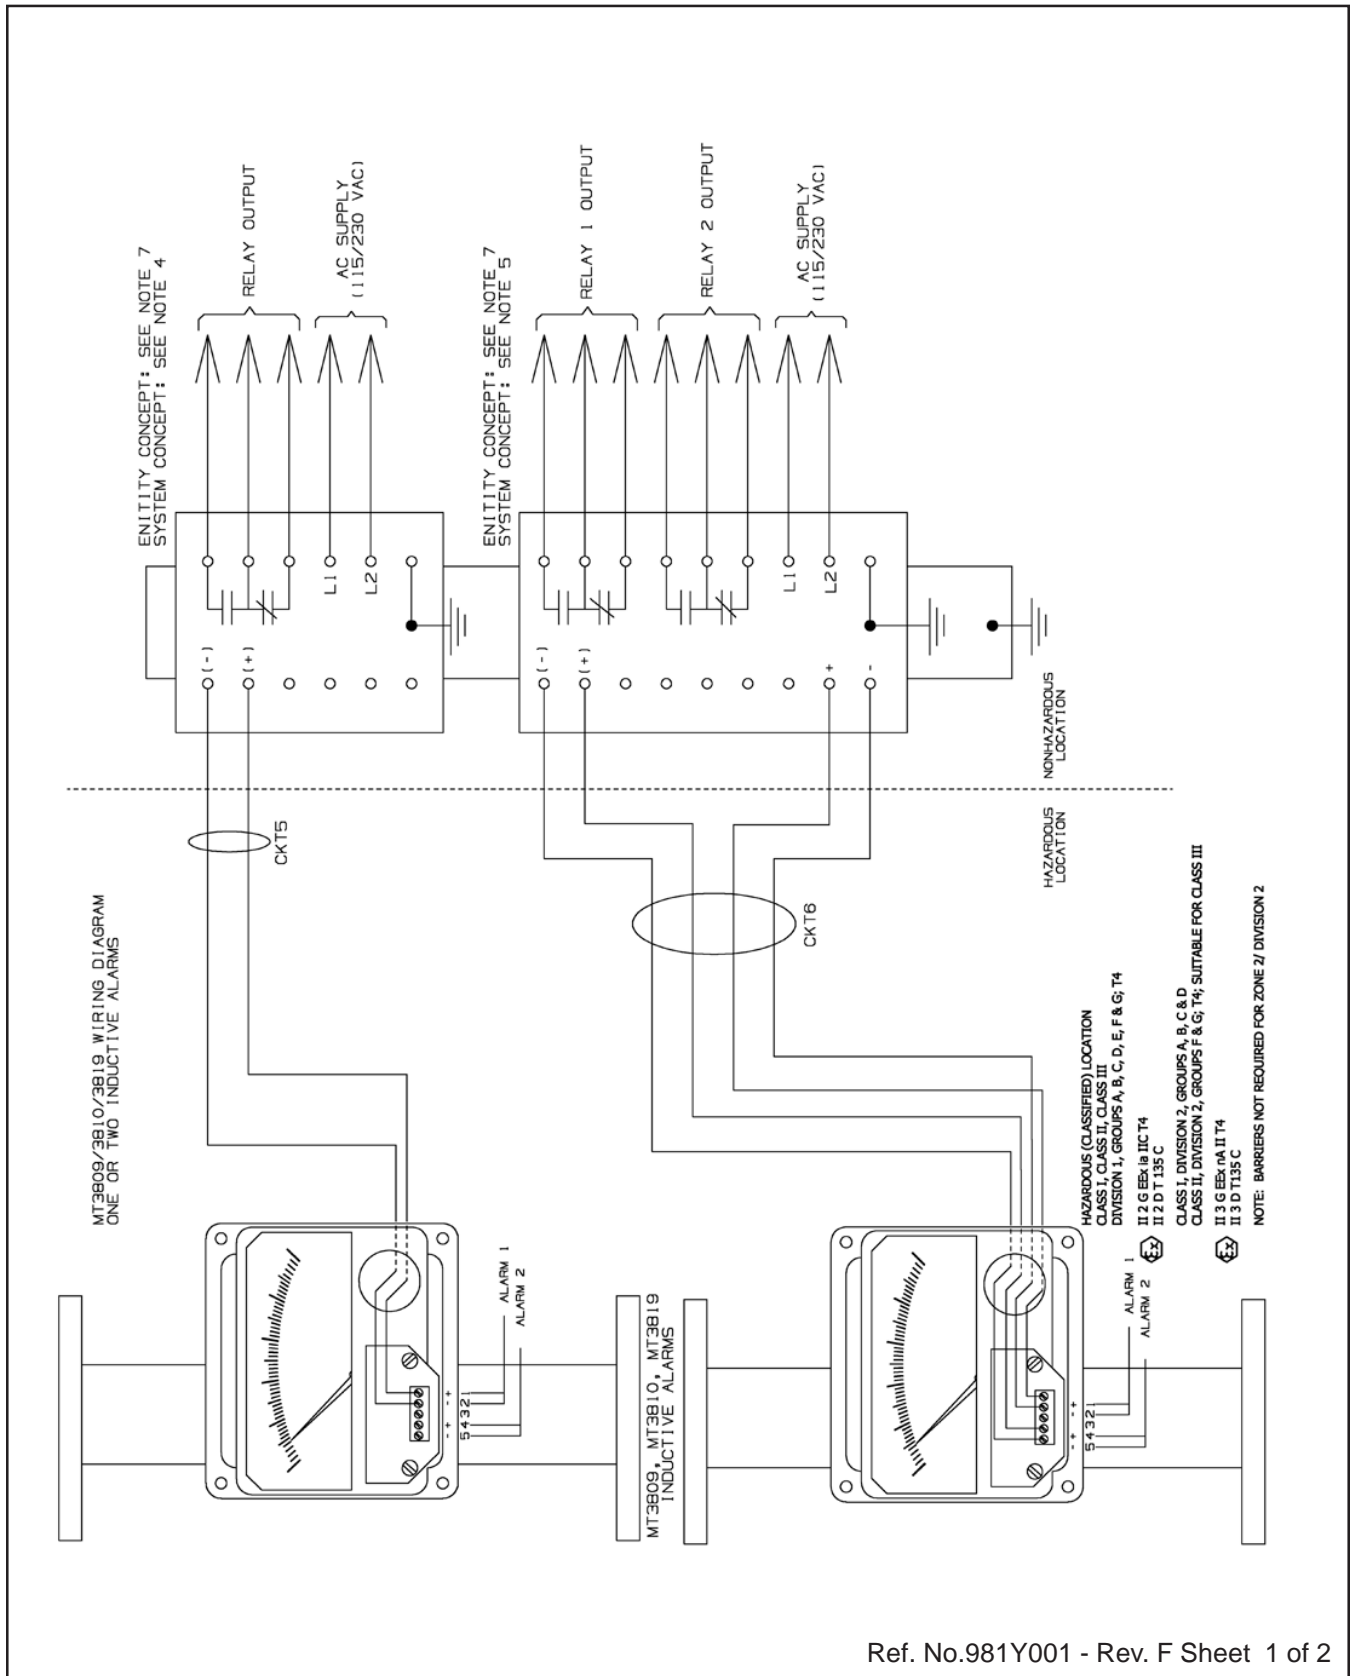 MT3809/3810/3819 WIRING DIAGRAM
ONE OR TWO INDUCTIVE ALARMS
ENITITY CONCEPT: SEE NOTE 7
SYSTEM CONCEPT: SEE NOTE 4
RELAY OUTPUT
AC SUPPLY
(115/230 VAC)
(-)
(+)
L1
L2
CKT5
ALARM 1
ALARM 2
- + - +
54321
MT3809, MT3810, MT3819
INDUCTIVE ALARMS
ENITITY CONCEPT: SEE NOTE 7
SYSTEM CONCEPT: SEE NOTE 5
RELAY 1 OUTPUT
RELAY 2 OUTPUT
AC SUPPLY
(115/230 VAC)
(-)
(+)
+
-
L1
L2
CKT6
NONHAZARDOUS
LOCATION
HAZARDOUS
LOCATION
ALARM 1
ALARM 2
- + - +
54321
HAZARDOUS (CLASSIFIED) LOCATION
CLASS I, CLASS II, CLASS III
DIVISION 1, GROUPS A, B, C, D, E, F & G; T4
Ex II 2 G EEx ia IIC T4
II 2 D T 135 C
CLASS I, DIVISION 2, GROUPS A, B, C & D
CLASS II, DIVISION 2, GROUPS F & G; T4; SUITABLE FOR CLASS III
Ex II 3 G EEx nA II T4
II 3 D T135 C
NOTE: BARRIERS NOT REQUIRED FOR ZONE 2/ DIVISION 2
Ref. No.981Y001 - Rev. F Sheet 1 of 2